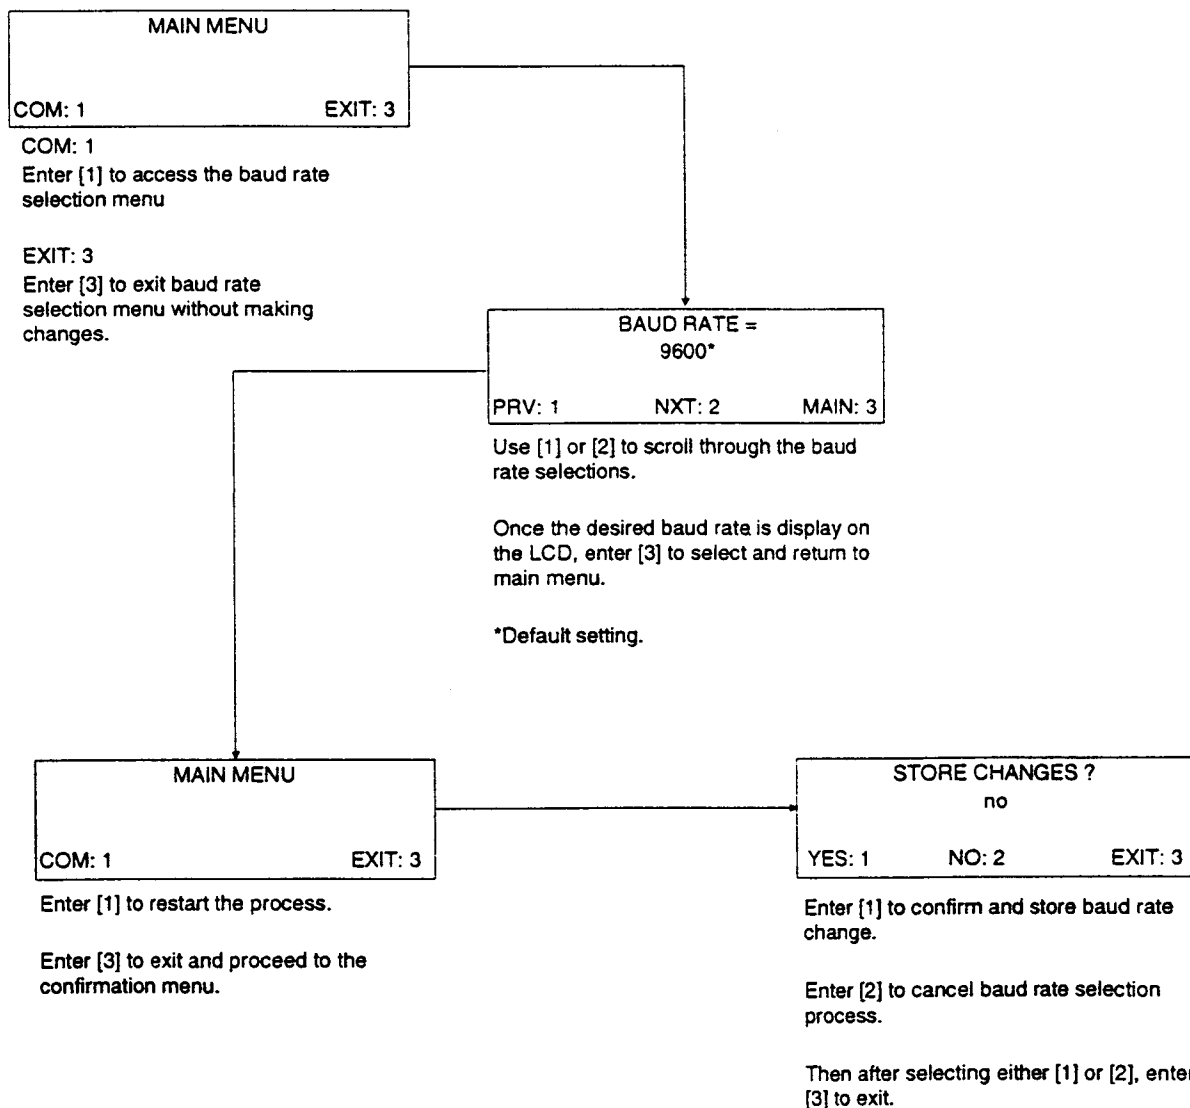 MAIN MENU
COM: 1 EXIT: 3
COM: 1
Enter [1] to access the baud rate
selection menu
EXIT: 3
Enter [3] to exit baud rate
selection menu without making
changes.
BAUD RATE =
9600*
PRV: 1 NXT: 2 MAIN: 3
Use [1] or [2] to scroll through the baud
rate selections.
Once the desired baud rate is display on
the LCD, enter [3] to select and return to
main menu.
*Default setting.
MAIN MENU
COM: 1 EXIT: 3
Enter [1] to restart the process.
Enter [3] to exit and proceed to the
confirmation menu.
STORE CHANGES ?
no
YES: 1 NO: 2 EXIT: 3
Enter [1] to confirm and store baud rate
change.
Enter [2] to cancel baud rate selection
process.
Then after selecting either [1] or [2], enter
[3] to exit.